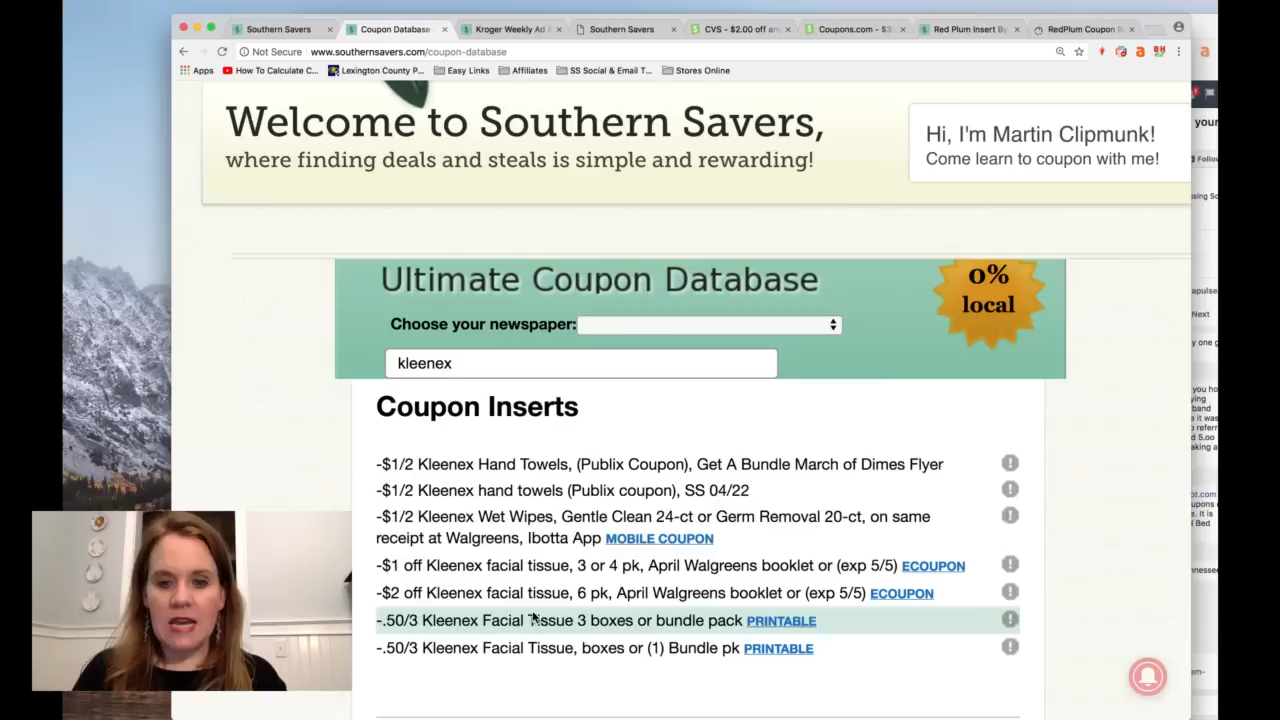 Southern Savers
Coupon Database
Kroger Weekly Ad
Southern Savers
CVS - $2.00 off an
Coupons.com - $3
Red Plum Insert B
RedPlum Coupon B
Not Secure
www.southernsavers.com/coupon-database
Apps
How To Calculate C...
Lexington County P...
Easy Links
Affiliates
SS Social & Email T...
Stores Online
Welcome to Southern Savers,
where finding deals and steals is simple and rewarding!
Hi, I'm Martin Clipmunk!
Come learn to coupon with me!
Ultimate Coupon Database
0%
local
Choose your newspaper:
kleenex
Coupon Inserts
-$1/2 Kleenex Hand Towels, (Publix Coupon), Get A Bundle March of Dimes Flyer
-$1/2 Kleenex hand towels (Publix coupon), SS 04/22
-$1/2 Kleenex Wet Wipes, Gentle Clean 24-ct or Germ Removal 20-ct, on same
receipt at Walgreens, Ibotta App MOBILE COUPON
-$1 off Kleenex facial tissue, 3 or 4 pk, April Walgreens booklet or (exp 5/5) ECOUPON
-$2 off Kleenex facial tissue, 6 pk, April Walgreens booklet or (exp 5/5) ECOUPON
-.50/3 Kleenex Facial Tissue 3 boxes or bundle pack PRINTABLE
-.50/3 Kleenex Facial Tissue, boxes or (1) Bundle pk PRINTABLE
your
Follow
Next